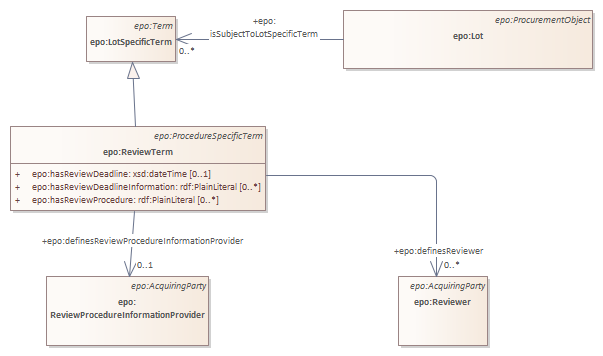 epo:Term
epo:LotSpecificTerm
+epo:
isSubjectToLotSpecificTerm
0..*
epo:ProcurementObject
epo:Lot
epo:ProcedureSpecificTerm
epo:ReviewTerm
+ epo:hasReviewDeadline: xsd:dateTime [0..1]
+ epo:hasReviewDeadlineInformation: rdf:PlainLiteral [0..*]
+ epo:hasReviewProcedure: rdf:PlainLiteral [0..*]
+epo:definesReviewProcedureInformationProvider
0..1
+epo:definesReviewer
0..*
epo:AcquiringParty
epo:
ReviewProcedureInformationProvider
epo:AcquiringParty
epo:Reviewer